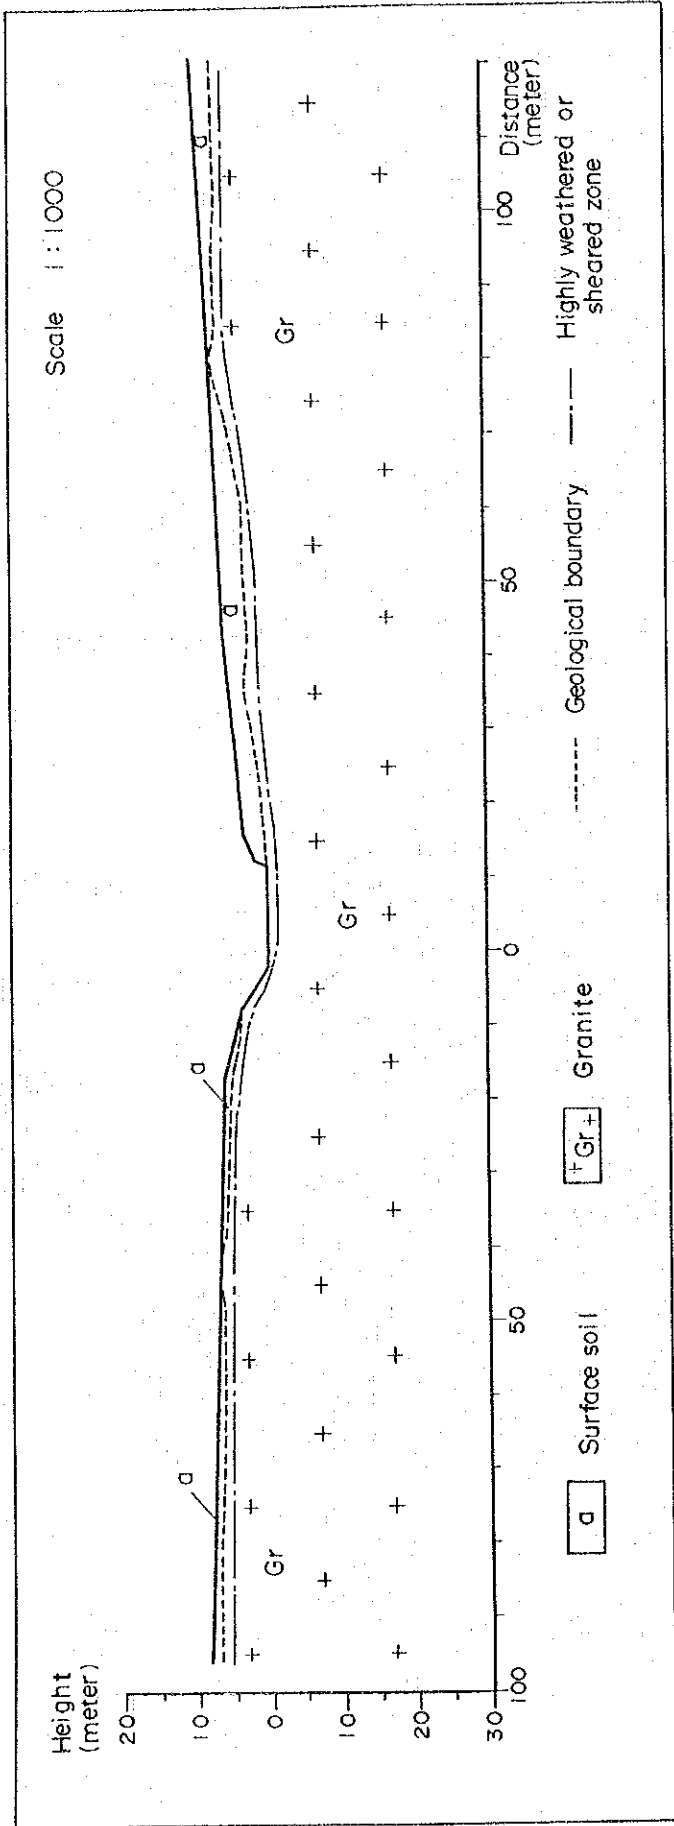 Scale 1:1000
Height
(meter)
20
10
0
10
20
30
a
a
a
a
Gr
Gr
Gr
100
50
0
50
100
Distance
(meter)
a Surface soil
Gr Granite
Geological boundary
Highly weathered or
sheared zone